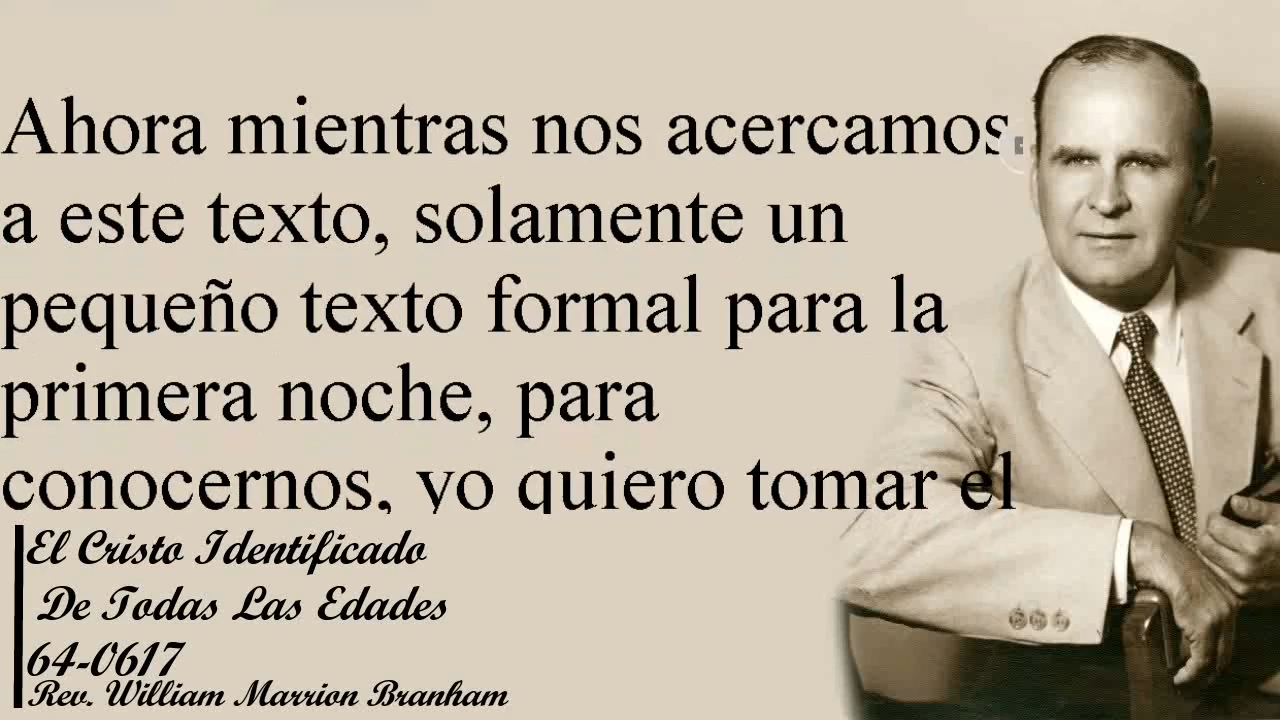 Ahora mientras nos acercamos.
a este texto, solamente un
pequeño texto formal para la
primera noche, para
conocernos, yo quiero tomar el
El Cristo Identificado
De Todas Las Edades
64-0617
Rev. William Marrion Branham